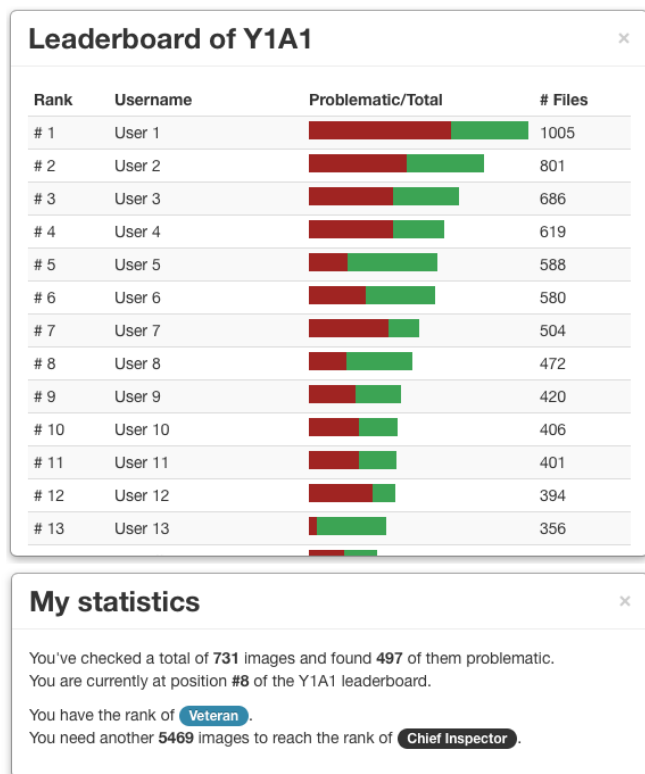 Leaderboard of Y1A1 ×
Rank Username Problematic/Total # Files
# 1 User 1 1005
# 2 User 2 801
# 3 User 3 686
# 4 User 4 619
# 5 User 5 588
# 6 User 6 580
# 7 User 7 504
# 8 User 8 472
# 9 User 9 420
# 10 User 10 406
# 11 User 11 401
# 12 User 12 394
# 13 User 13 356
My statistics ×
You've checked a total of 731 images and found 497 of them problematic.
You are currently at position #8 of the Y1A1 leaderboard.
You have the rank of Veteran.
You need another 5469 images to reach the rank of Chief Inspector.